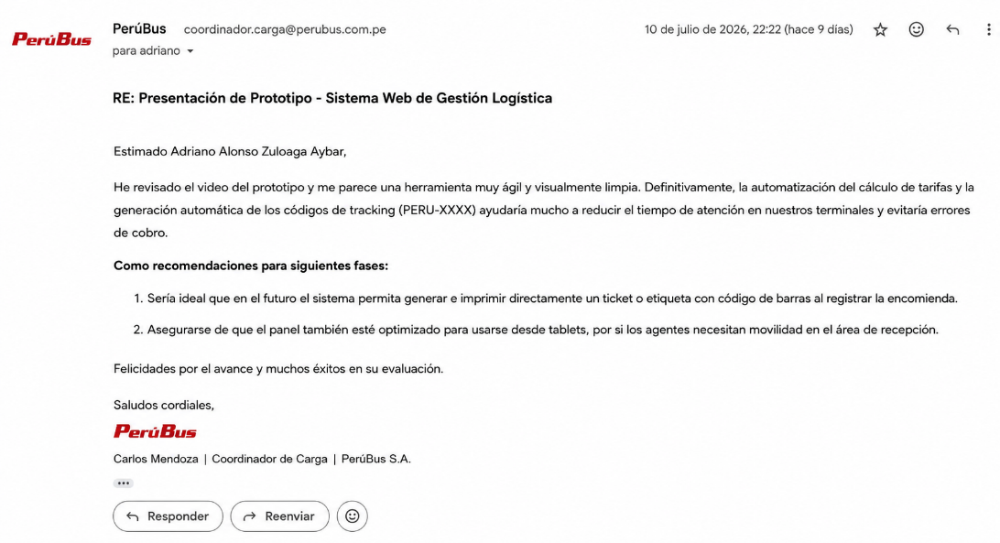 PerúBus
PerúBus coordinador.carga@perubus.com.pe
10 de julio de 2026, 22:22 (hace 9 días)
para adriano
RE: Presentación de Prototipo - Sistema Web de Gestión Logística
Estimado Adriano Alonso Zuloaga Aybar,
He revisado el video del prototipo y me parece una herramienta muy ágil y visualmente limpia. Definitivamente, la automatización del cálculo de tarifas y la
generación automática de los códigos de tracking (PERU-XXXX) ayudaría mucho a reducir el tiempo de atención en nuestros terminales y evitaría errores
de cobro.
Como recomendaciones para siguientes fases:
1. Sería ideal que en el futuro el sistema permita generar e imprimir directamente un ticket o etiqueta con código de barras al registrar la encomienda.
2. Asegurarse de que el panel también esté optimizado para usarse desde tablets, por si los agentes necesitan movilidad en el área de recepción.
Felicidades por el avance y muchos éxitos en su evaluación.
Saludos cordiales,
PerúBus
Carlos Mendoza | Coordinador de Carga | PerúBus S.A.
Responder
Reenviar